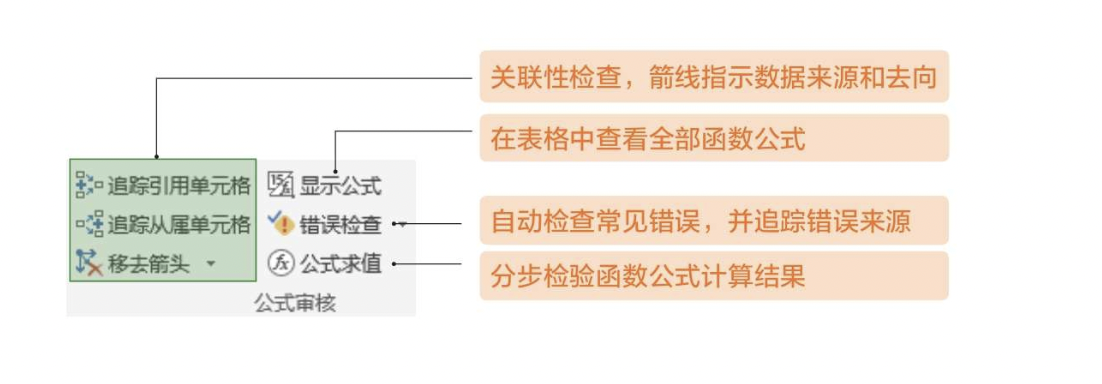 关联性检查，箭线指示数据来源和去向
在表格中查看全部函数公式
追踪引用单元格
显示公式
追踪从属单元格
错误检查
自动检查常见错误，并追踪错误来源
移去箭头
fx
公式求值
分步检验函数公式计算结果
公式审核